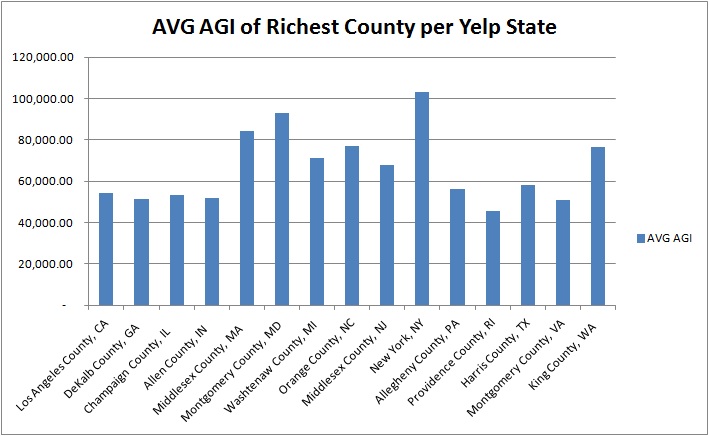 AVG AGI of Richest County per Yelp State
120,000.00
100,000.00
80,000.00
60,000.00
40,000.00
20,000.00
-
AVG AGI
Los Angeles County, CA
DeKalb County, GA
Champaign County, IL
Allen County, IN
Middlesex County, MA
Montgomery County, MD
Washtenaw County, MI
Orange County, NC
Middlesex County, NJ
New York, NY
Allegheny County, PA
Providence County, RI
Harris County, TX
Montgomery County, VA
King County, WA